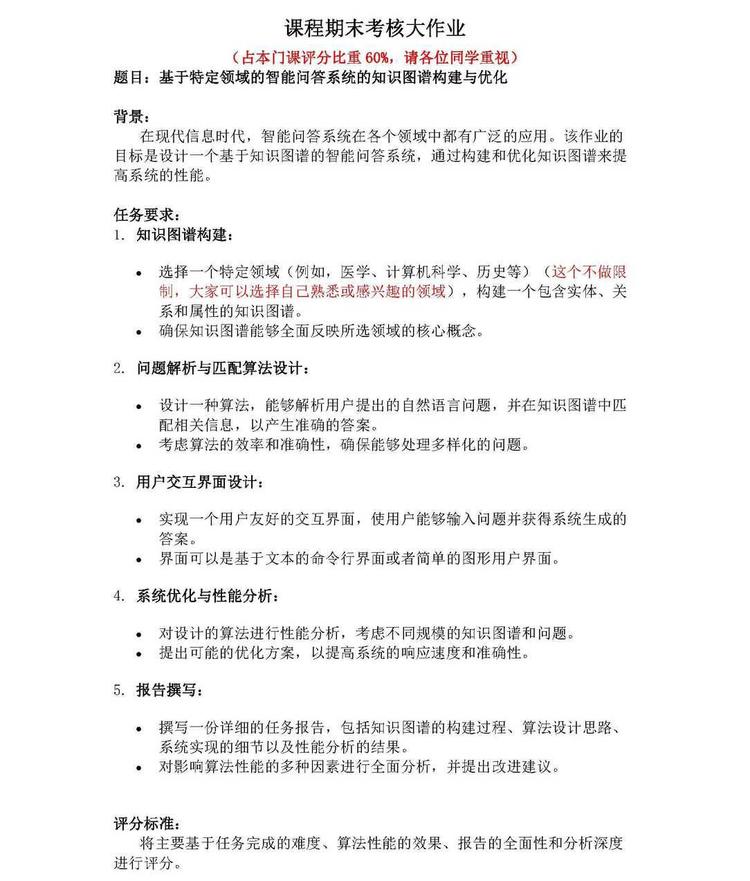 课程期末考核大作业
（占本门课评分比重 60%，请各位同学重视）
题目：基于特定领域的智能问答系统的知识图谱构建与优化
背景：
在现代信息时代，智能问答系统在各个领域中都有广泛的应用。该作业的
目标是设计一个基于知识图谱的智能问答系统，通过构建和优化知识图谱来提
高系统的性能。
任务要求：
1. 知识图谱构建：
• 选择一个特定领域（例如，医学、计算机科学、历史等）（这个不做限
制，大家可以选择自己熟悉或感兴趣的领域），构建一个包含实体、关
系和属性的知识图谱。
• 确保知识图谱能够全面反映所选领域的核心概念。
2. 问题解析与匹配算法设计：
• 设计一种算法，能够解析用户提出的自然语言问题，并在知识图谱中匹
配相关信息，以产生准确的答案。
• 考虑算法的效率和准确性，确保能够处理多样化的问题。
3. 用户交互界面设计：
• 实现一个用户友好的交互界面，使用户能够输入问题并获得系统生成的
答案。
• 界面可以是基于文本的命令行界面或者简单的图形用户界面。
4. 系统优化与性能分析：
• 对设计的算法进行性能分析，考虑不同规模的知识图谱和问题。
• 提出可能的优化方案，以提高系统的响应速度和准确性。
5. 报告撰写：
• 撰写一份详细的任务报告，包括知识图谱的构建过程、算法设计思路、
系统实现的细节以及性能分析的结果。
• 对影响算法性能的多种因素进行全面分析，并提出改进建议。
评分标准：
将主要基于任务完成的难度、算法性能的效果、报告的全面性和分析深度
进行评分。